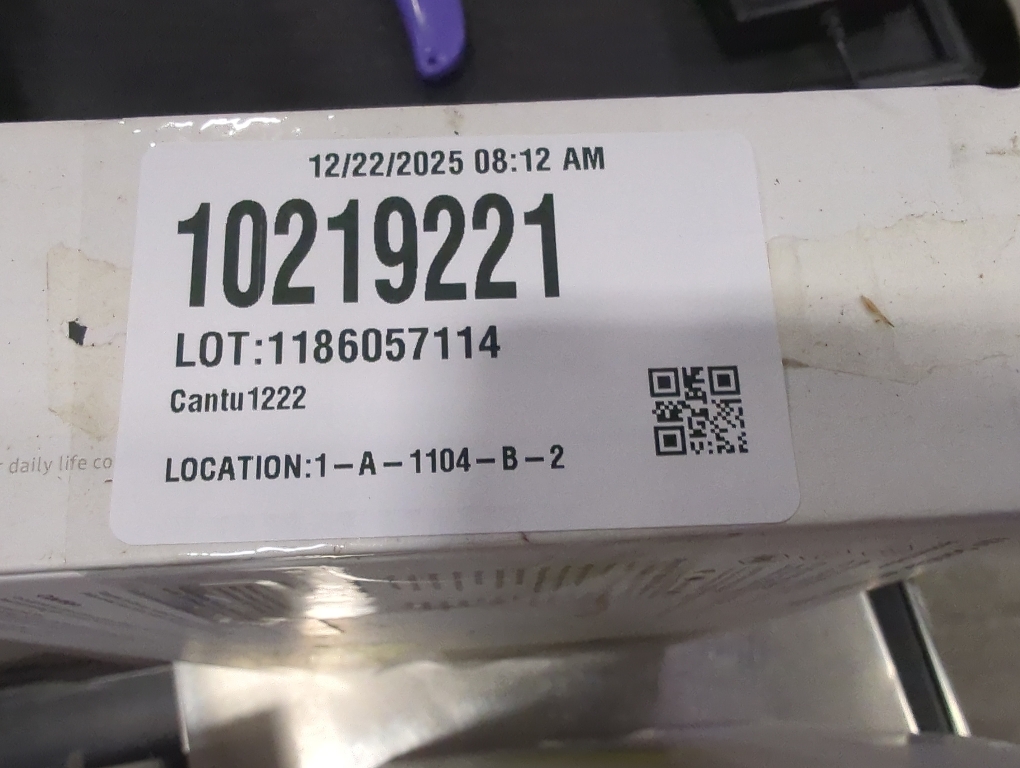 12/22/2025 08:12 AM
10219221
LOT:1186057114
Cantu1222
LOCATION:1-A-1104-B-2
daily life co